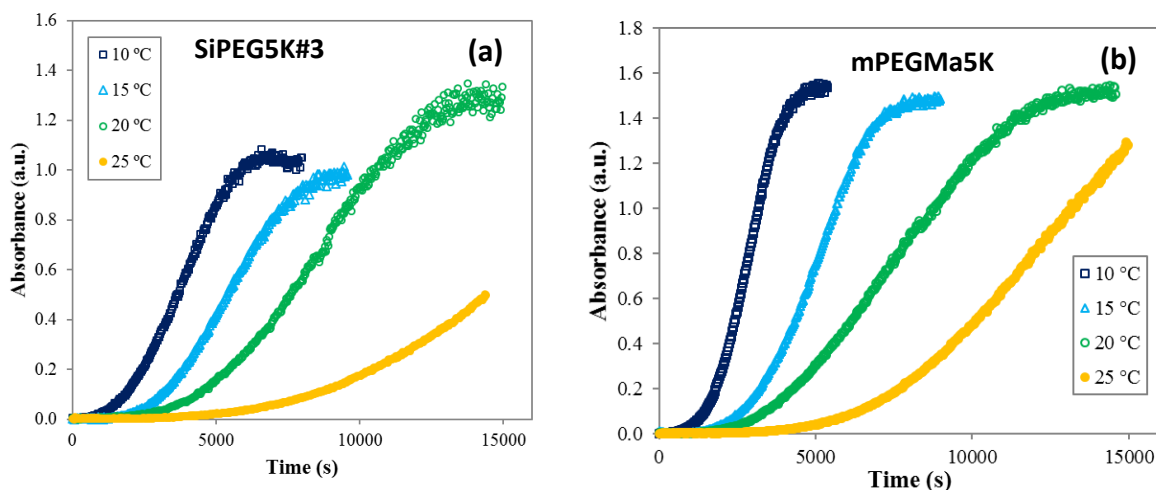 SiPEG5K#3
(a)
10 ºC
15 ºC
20 ºC
25 ºC
Absorbance (a.u.)
1.6
1.4
1.2
1.0
0.8
0.6
0.4
0.2
0.0
0
5000
10000
15000
Time (s)
mPEGMa5K
(b)
Absorbance (a.u.)
1.8
1.6
1.4
1.2
1.0
0.8
0.6
0.4
0.2
0.0
10 °C
15 °C
20 °C
25 °C
0
5000
10000
15000
Time (s)